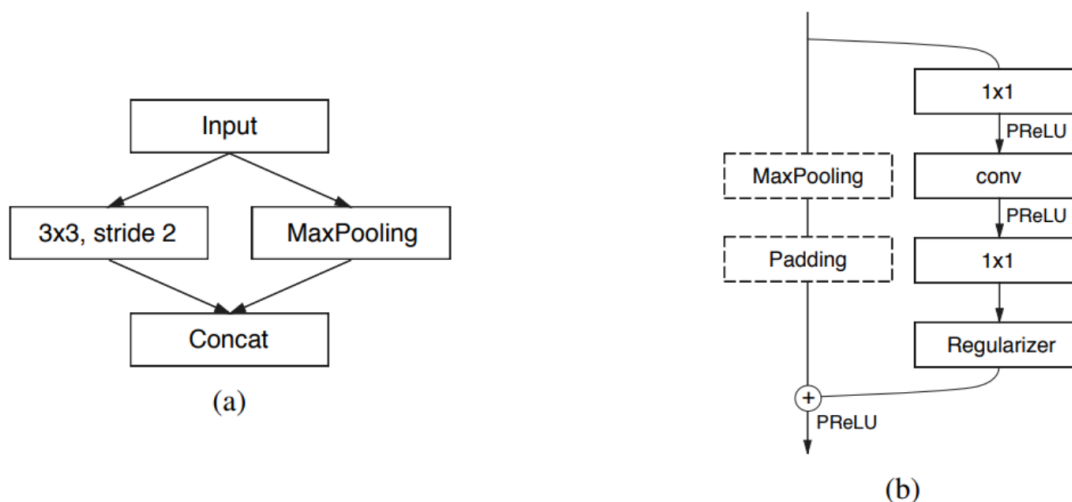 Input
3x3, stride 2
MaxPooling
Concat
(a)
1x1
PReLU
MaxPooling
conv
PReLU
Padding
1x1
Regularizer
+
PReLU
(b)